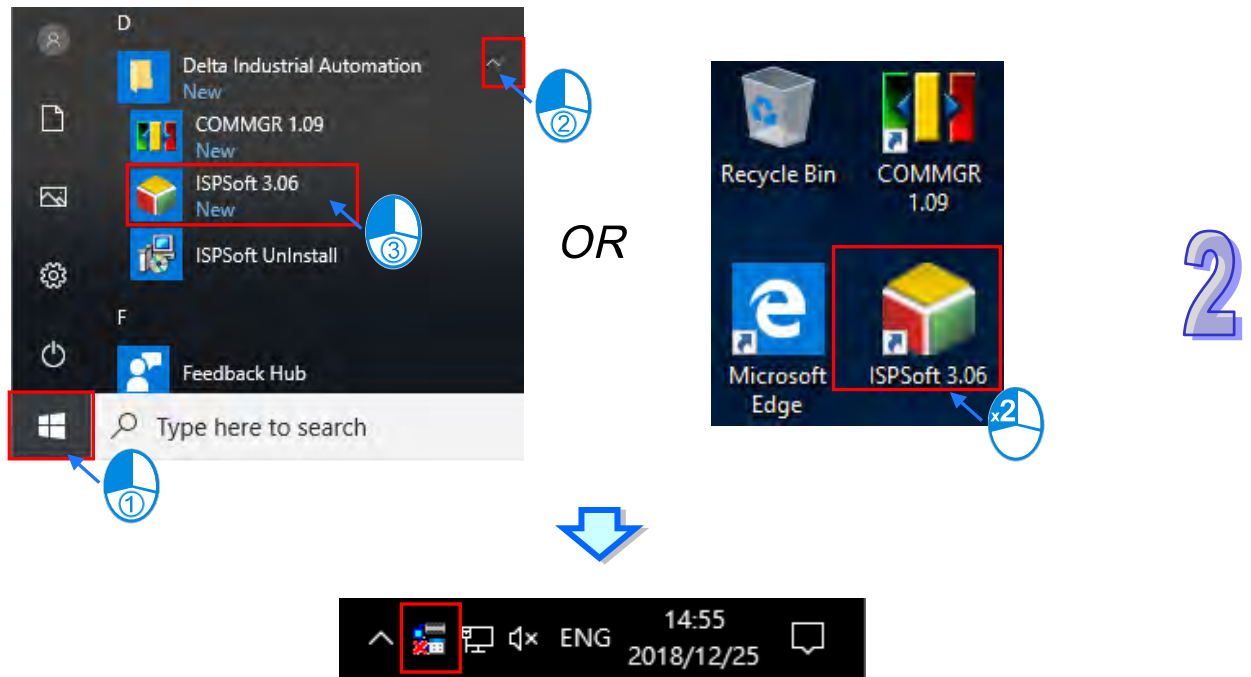 D
Delta Industrial Automation
New
COMMGR 1.09
New
ISPSoft 3.06
New
ISPSoft UnInstall
F
Feedback Hub
Type here to search
1
2
3
OR
Recycle Bin
COMMGR
1.09
Microsoft
Edge
ISPSoft 3.06
x2
2
ENG
14:55
2018/12/25